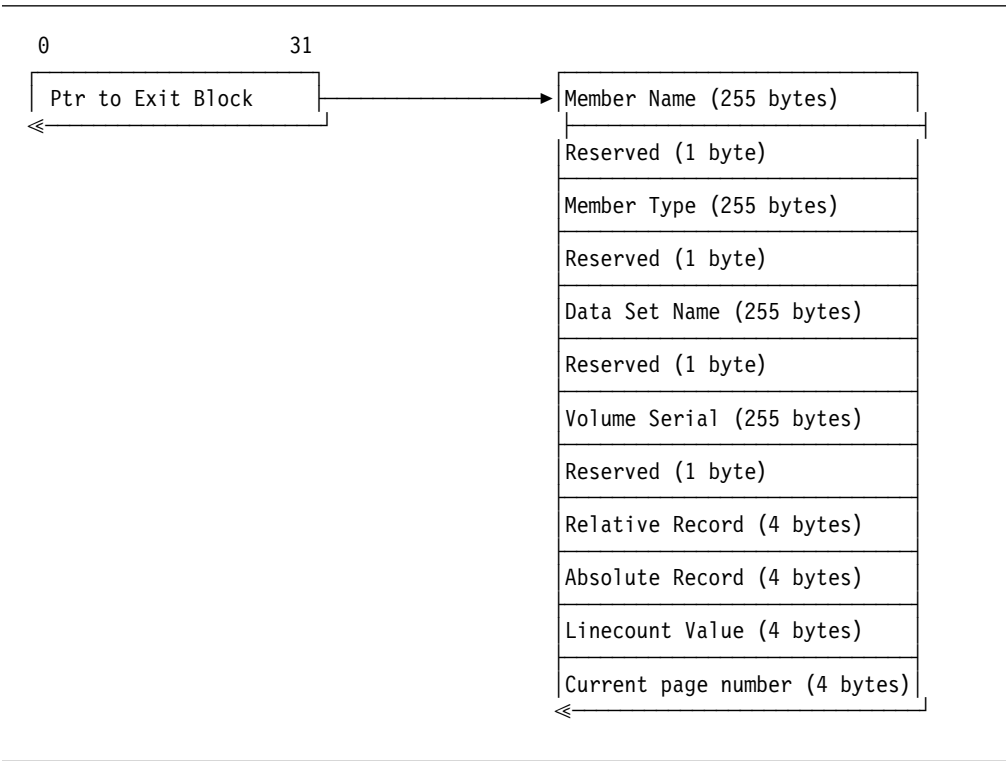 0 31
Ptr to Exit Block
Member Name (255 bytes)
Reserved (1 byte)
Member Type (255 bytes)
Reserved (1 byte)
Data Set Name (255 bytes)
Reserved (1 byte)
Volume Serial (255 bytes)
Reserved (1 byte)
Relative Record (4 bytes)
Absolute Record (4 bytes)
Linecount Value (4 bytes)
Current page number (4 bytes)